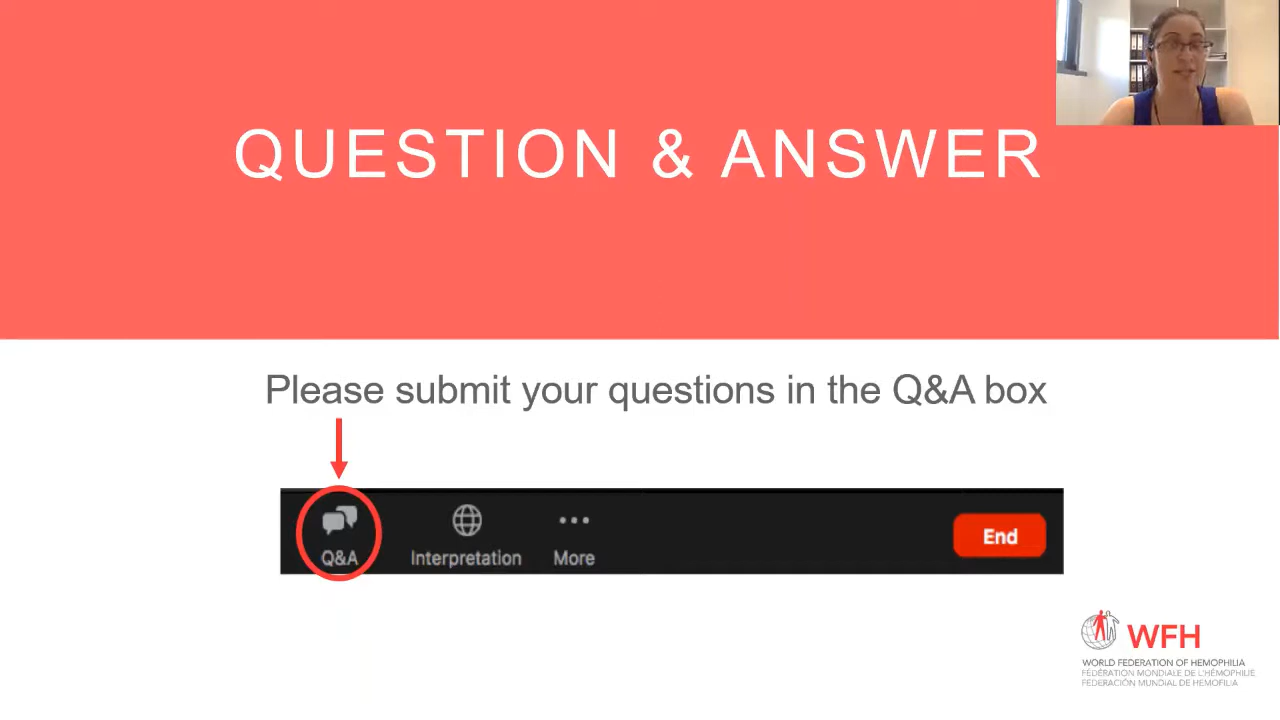 QUESTION & ANSWER
Please submit your questions in the Q&A box
Q&A
Interpretation
More
End
WFH
WORLD FEDERATION OF HEMOPHILIA
FÉDÉRATION MONDIALE DE L'HÉMOPHILIE
FEDERACIÓN MUNDIAL DE HEMOFILIA